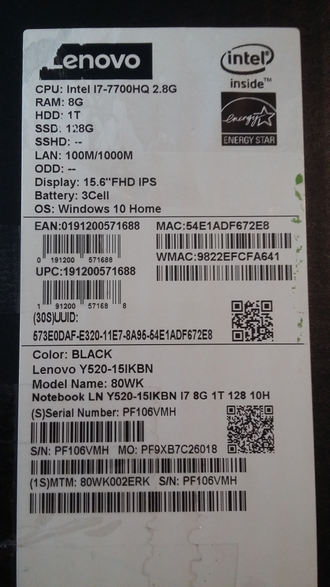 Lenovo
intel
inside™
CPU: Intel I7-7700HQ 2.8G
RAM: 8G
HDD: 1T
SSD: 128G
SSHD: --
LAN: 100M/1000M
ODD: --
Display: 15.6"FHD IPS
Battery: 3Cell
OS: Windows 10 Home
energy
ENERGY STAR
EAN:0191200571688 MAC:54E1ADF672E8
0 191200 571688
WMAC:9822EFCFA641
UPC:191200571688
1 91200 57168 8
(30S)UUID:
573E0DAF-E320-11E7-8A95-54E1ADF672E8
Color: BLACK
Lenovo Y520-15IKBN
Model Name: 80WK
Notebook LN Y520-15IKBN I7 8G 1T 128 10H
(S)Serial Number: PF106VMH
S/N: PF106VMH MO: PF9XB7C26018
(1S)MTM: 80WK002ERK S/N: PF106VMH